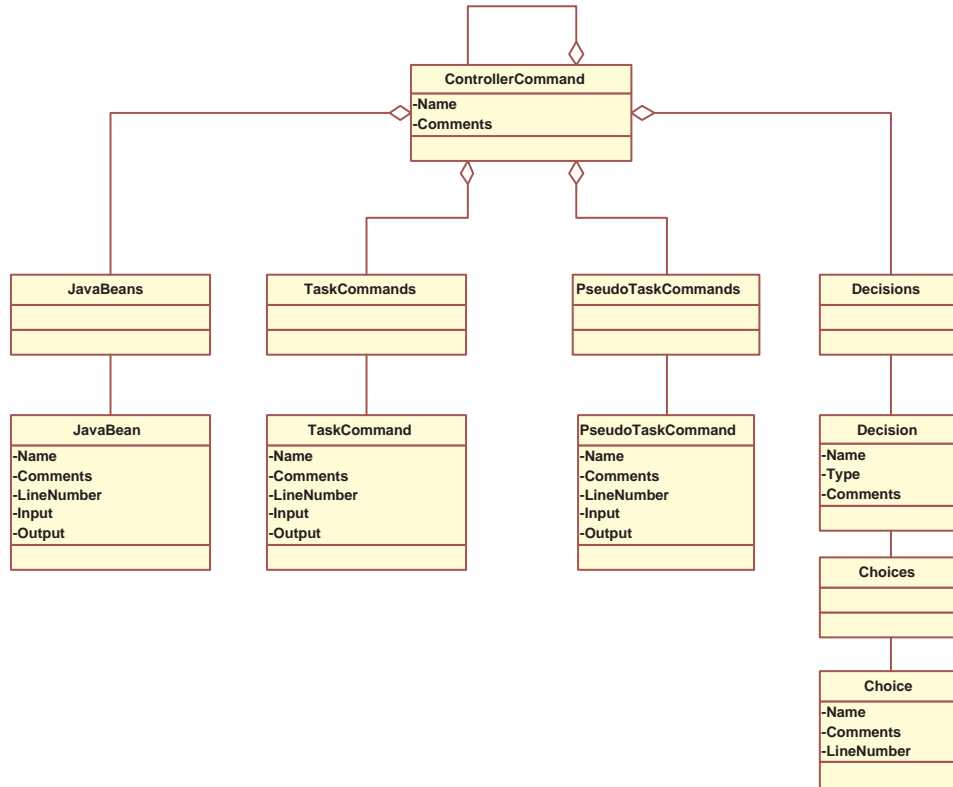 ControllerCommand
-Name
-Comments
JavaBeans
TaskCommands
PseudoTaskCommands
Decisions
JavaBean
-Name
-Comments
-LineNumber
-Input
-Output
TaskCommand
-Name
-Comments
-LineNumber
-Input
-Output
PseudoTaskCommand
-Name
-Comments
-LineNumber
-Input
-Output
Decision
-Name
-Type
-Comments
Choices
Choice
-Name
-Comments
-LineNumber